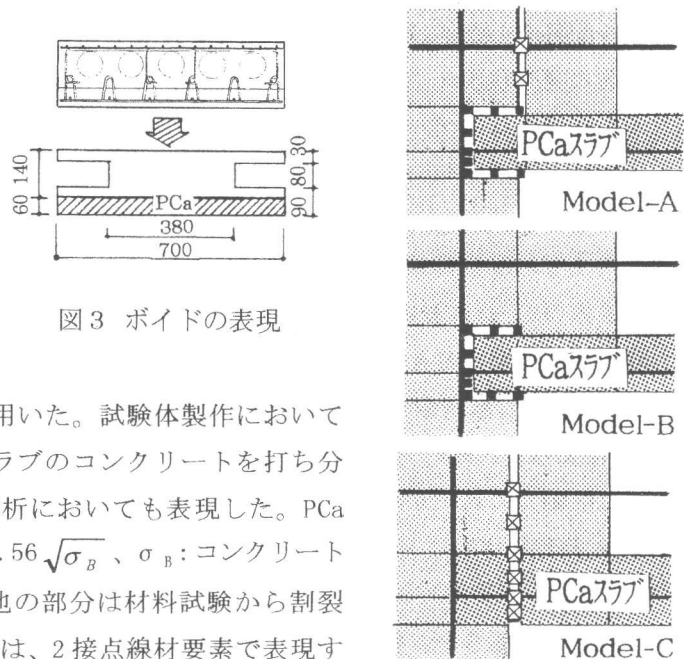 140
60
PCa
30
80
90
380
700
図3 ボイドの表現
用いた。試験体製作において
ラブのコンクリートを打ち分
析においても表現した。PCa
.56√σB 、σB:コンクリート
他の部分は材料試験から割裂
は、2接点線材要素で表現す
PCaスラブ
Model-A
PCaスラブ
Model-B
PCaスラブ
Model-C